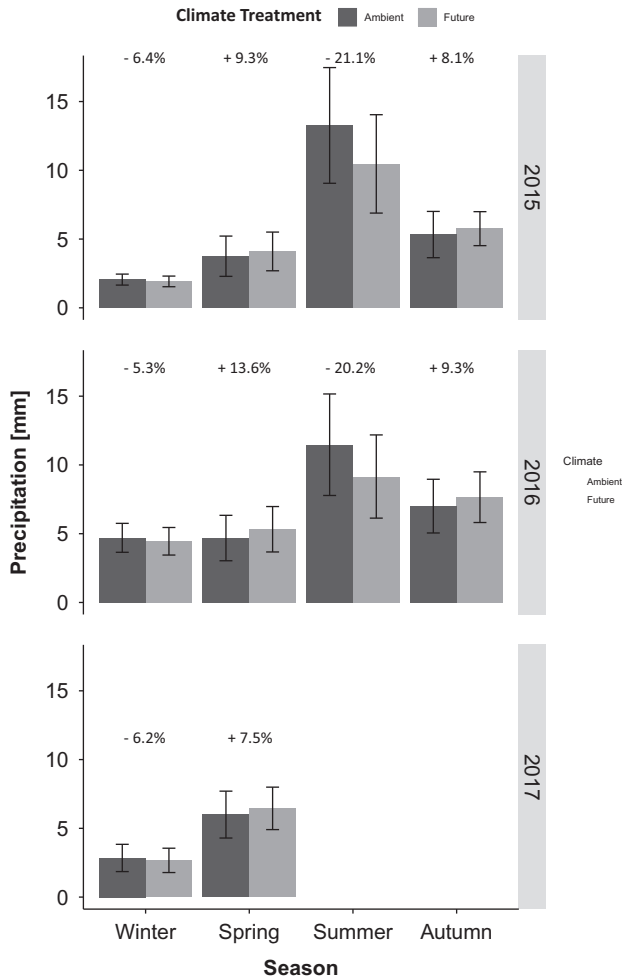 Climate Treatment Ambient Future
- 6.4% + 9.3% - 21.1% + 8.1%
15
10
5
0
2015
- 5.3% + 13.6% - 20.2% + 9.3%
15
10
5
0
2016
Precipitation [mm]
Climate
Ambient
Future
- 6.2% + 7.5%
15
10
5
0
2017
Winter Spring Summer Autumn
Season